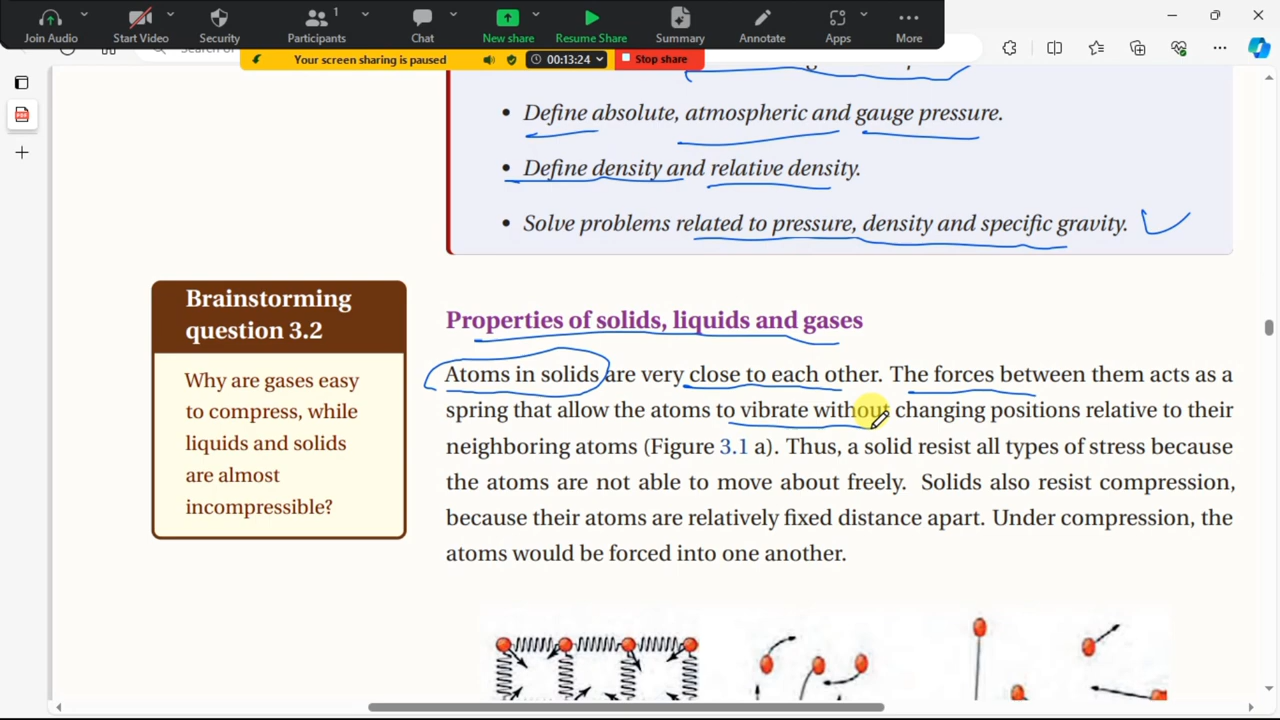 1
Join Audio
Start Video
Security
Participants
Chat
New share
Resume Share
Summary
Annotate
Apps
More
Search or
Your screen sharing is paused
00:13:24
Stop share
• Define absolute, atmospheric and gauge pressure.
• Define density and relative density.
• Solve problems related to pressure, density and specific gravity.
Brainstorming
question 3.2
Why are gases easy
to compress, while
liquids and solids
are almost
incompressible?
Properties of solids, liquids and gases
Atoms in solids are very close to each other. The forces between them acts as a
spring that allow the atoms to vibrate without changing positions relative to their
neighboring atoms (Figure 3.1 a). Thus, a solid resist all types of stress because
the atoms are not able to move about freely. Solids also resist compression,
because their atoms are relatively fixed distance apart. Under compression, the
atoms would be forced into one another.